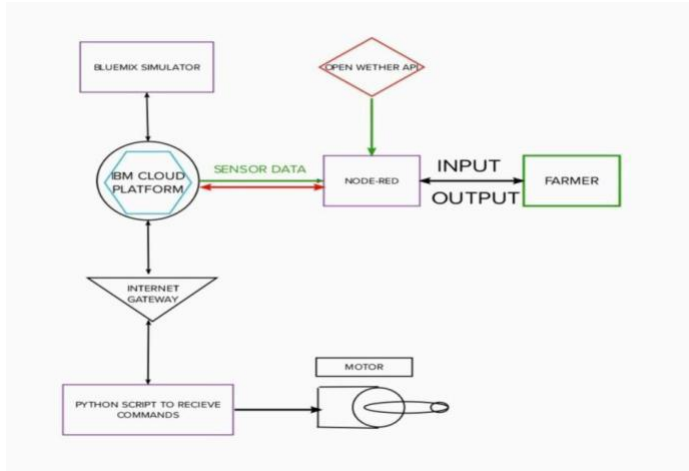 BLUEMIX SIMULATOR
OPEN WETHER API
IBM CLOUD
PLATFORM
SENSOR DATA
NODE-RED
INPUT
OUTPUT
FARMER
INTERNET
GATEWAY
MOTOR
PYTHON SCRIPT TO RECIEVE
COMMANDS